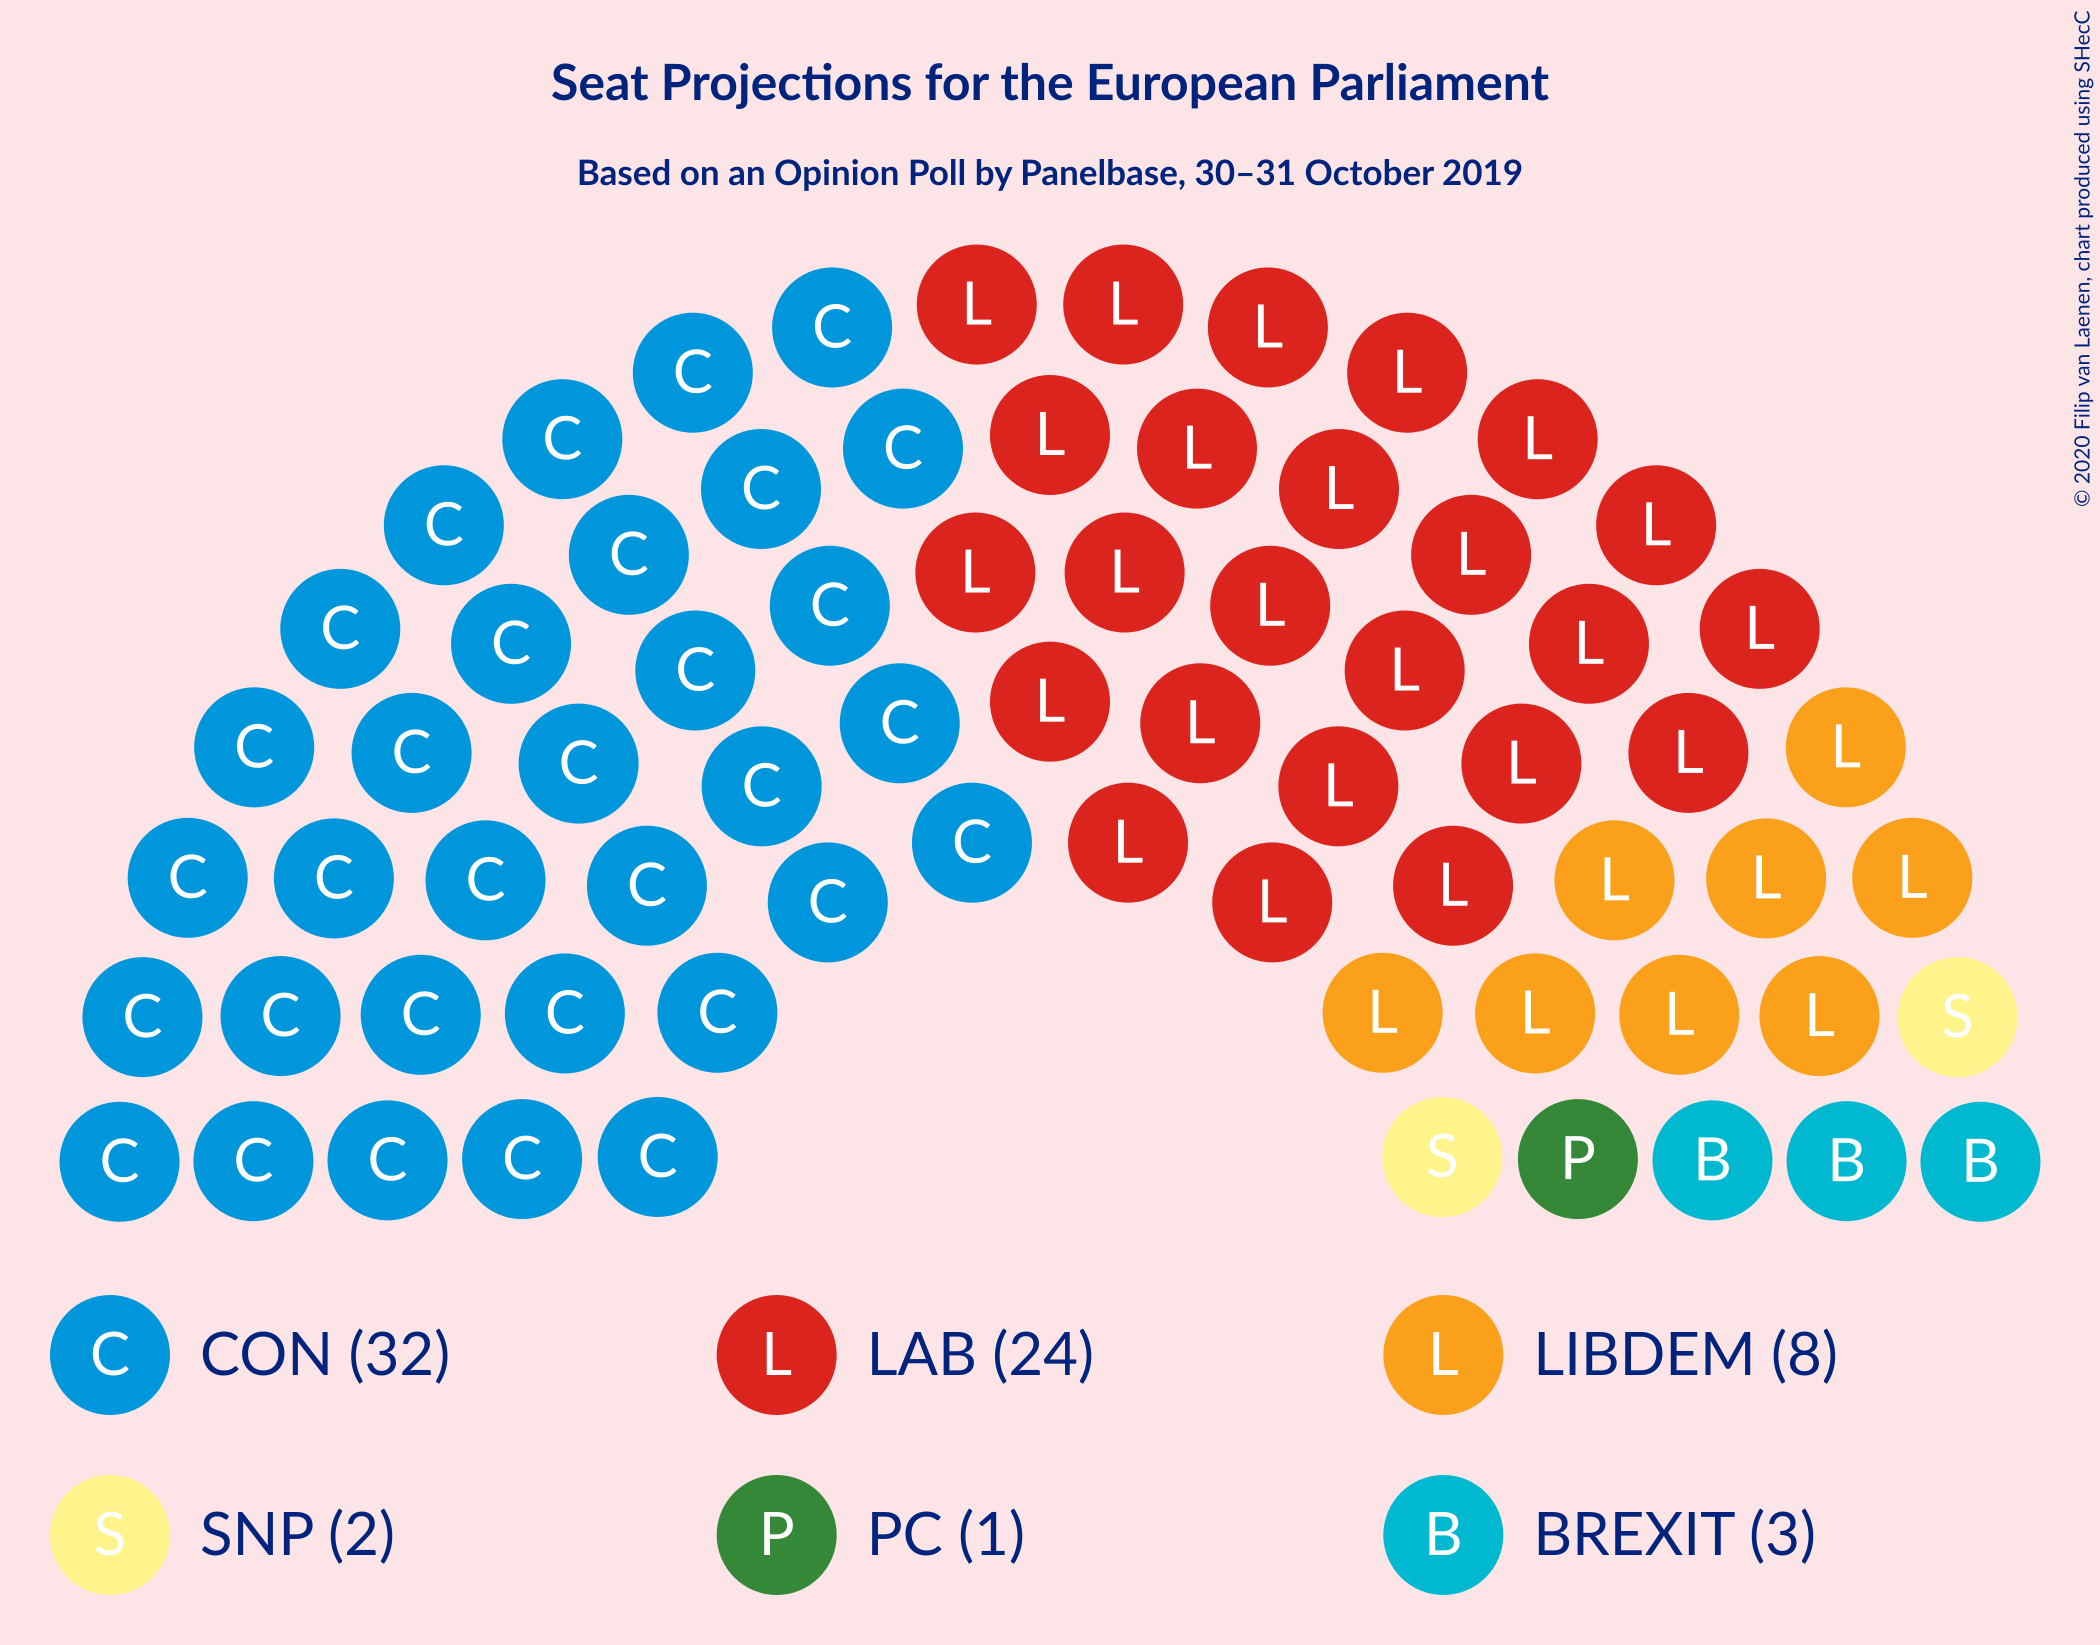 Seat Projections for the European Parliament
Based on an Opinion Poll by Panelbase, 30–31 October 2019
© 2020 Filip van Laenen, chart produced using SHecC
L L
C L
C L
C L
C L
C L
C L
C L
L L
C L
C L
C L
C L
C L
C L
C L
C L
C C C C C C L L L L L L
C C C C C L L L L S
C C C C C S P B B B
C CON (32)
L LAB (24)
L LIBDEM (8)
S SNP (2)
P PC (1)
B BREXIT (3)